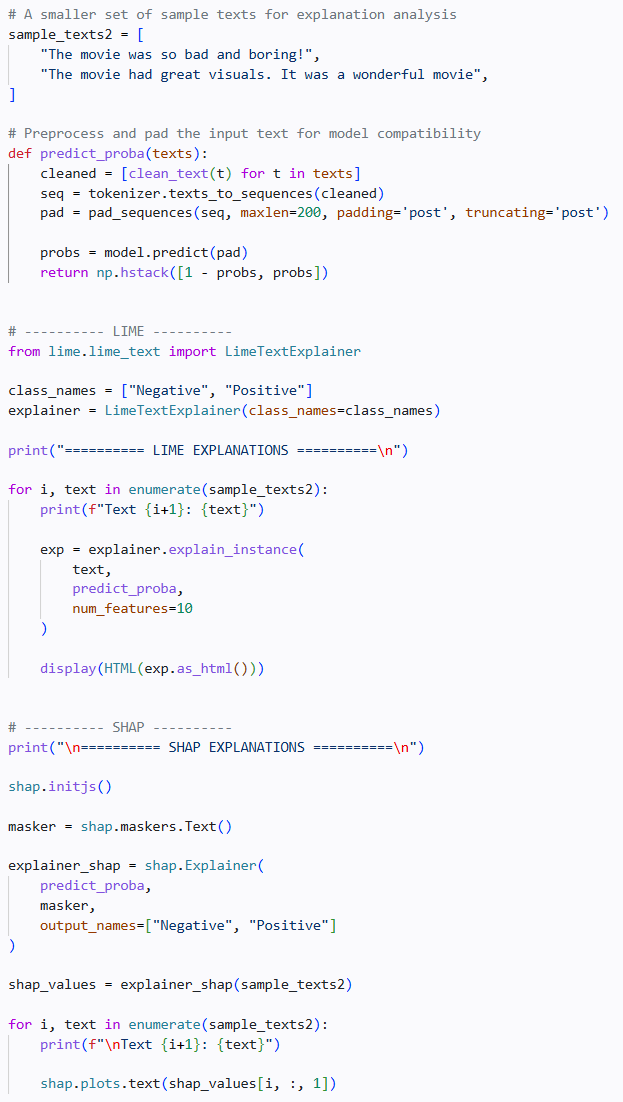 # A smaller set of sample texts for explanation analysis
sample_texts2 = [
    "The movie was so bad and boring!",
    "The movie had great visuals. It was a wonderful movie",
]

# Preprocess and pad the input text for model compatibility
def predict_proba(texts):
    cleaned = [clean_text(t) for t in texts]
    seq = tokenizer.texts_to_sequences(cleaned)
    pad = pad_sequences(seq, maxlen=200, padding='post', truncating='post')

    probs = model.predict(pad)
    return np.hstack([1 - probs, probs])


# ---------- LIME ----------
from lime.lime_text import LimeTextExplainer

class_names = ["Negative", "Positive"]
explainer = LimeTextExplainer(class_names=class_names)

print("========== LIME EXPLANATIONS ==========\n")

for i, text in enumerate(sample_texts2):
    print(f"Text {i+1}: {text}")

    exp = explainer.explain_instance(
        text,
        predict_proba,
        num_features=10
    )

    display(HTML(exp.as_html()))


# ---------- SHAP ----------
print("\n========== SHAP EXPLANATIONS ==========\n")

shap.initjs()

masker = shap.maskers.Text()

explainer_shap = shap.Explainer(
    predict_proba,
    masker,
    output_names=["Negative", "Positive"]
)

shap_values = explainer_shap(sample_texts2)

for i, text in enumerate(sample_texts2):
    print(f"\nText {i+1}: {text}")

    shap.plots.text(shap_values[i, :, 1])